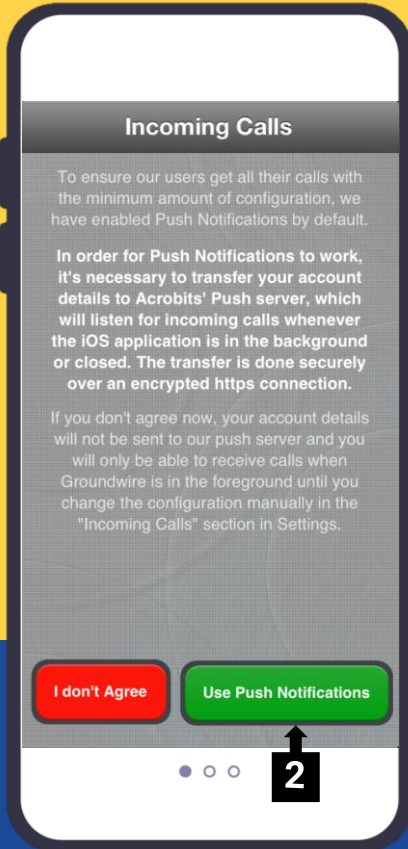 Incoming Calls
To ensure our users get all their calls with
the minimum amount of configuration, we
have enabled Push Notifications by default.
In order for Push Notifications to work,
it's necessary to transfer your account
details to Acrobits' Push server, which
will listen for incoming calls whenever
the iOS application is in the background
or closed. The transfer is done securely
over an encrypted https connection.
If you don't agree now, your account details
will not be sent to our push server and you
will only be able to receive calls when
Groundwire is in the foreground until you
change the configuration manually in the
"Incoming Calls" section in Settings.
I don't Agree
Use Push Notifications
2